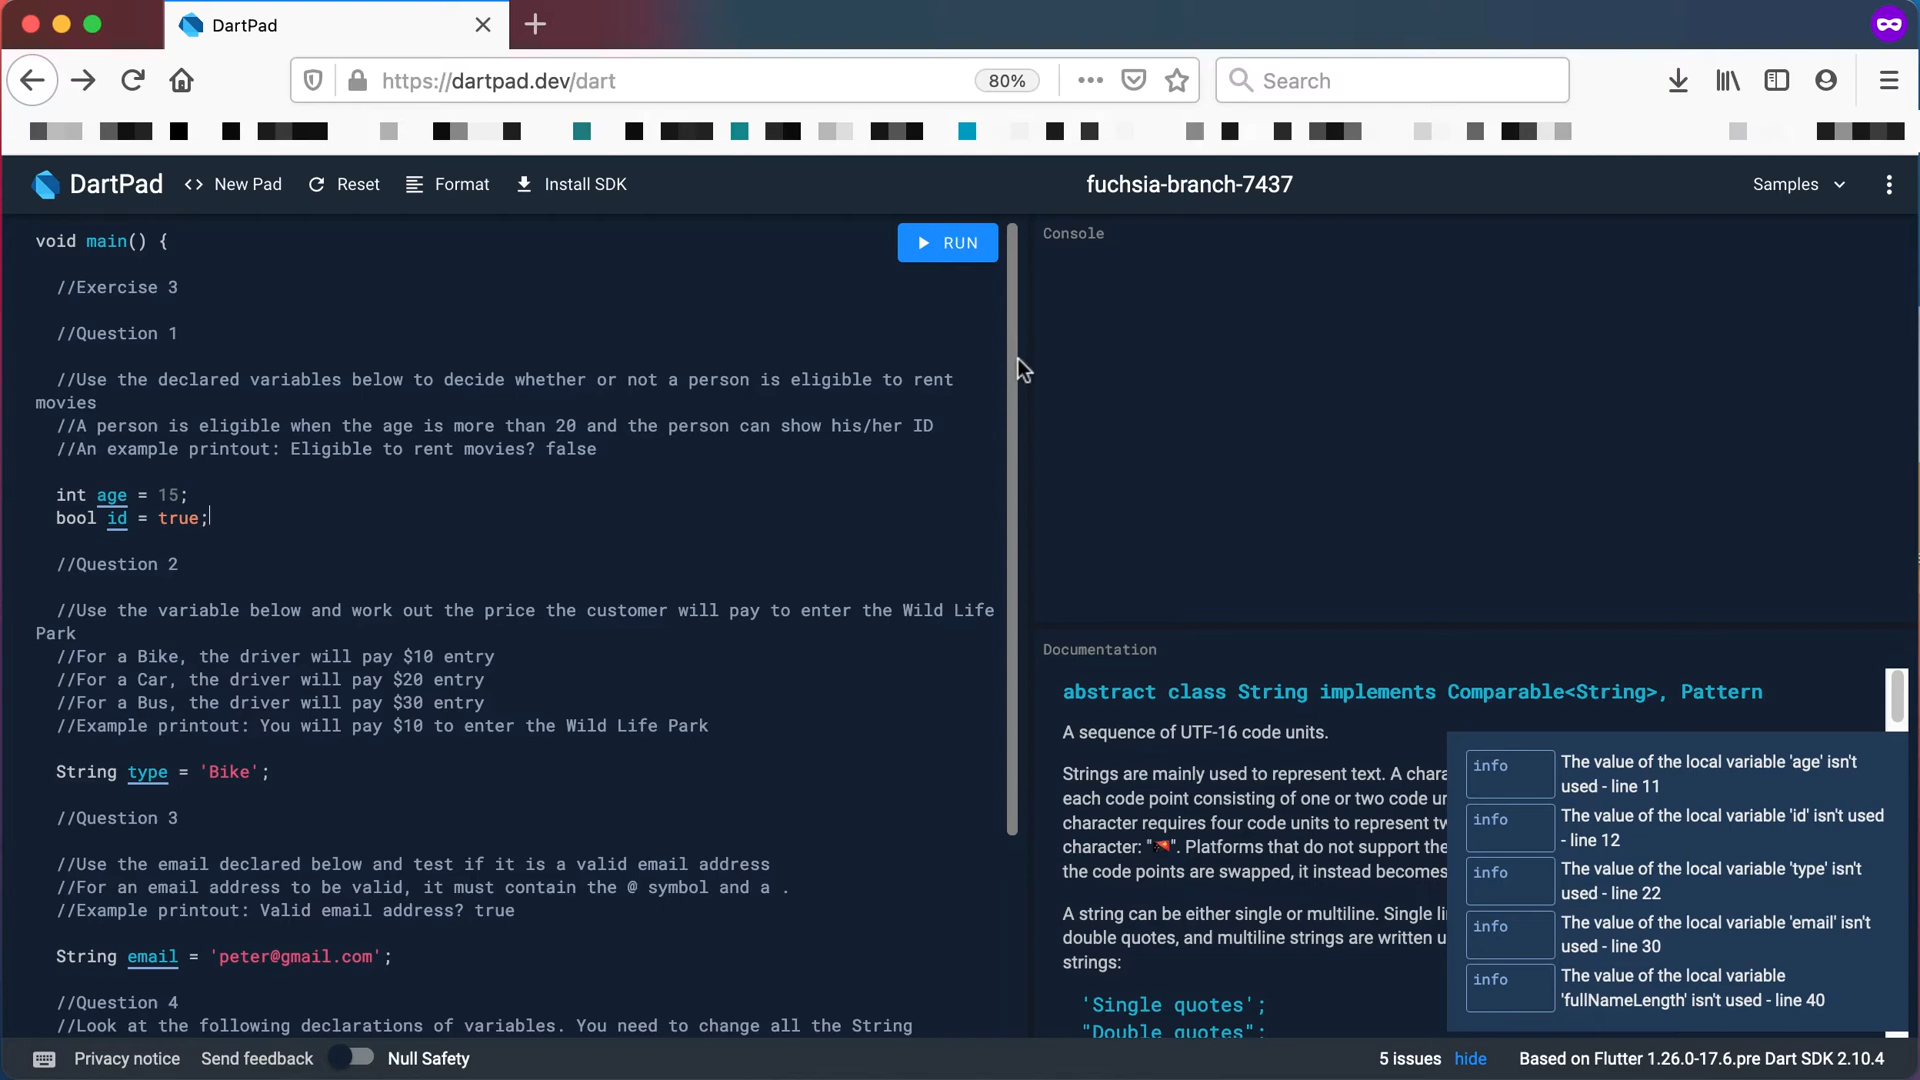 DartPad
https://dartpad.dev/dart
80%
Search
DartPad
New Pad
Reset
Format
Install SDK
fuchsia-branch-7437
Samples
void main() {
RUN
//Exercise 3
//Question 1
//Use the declared variables below to decide whether or not a person is eligible to rent
movies
//A person is eligible when the age is more than 20 and the person can show his/her ID
//An example printout: Eligible to rent movies? false
int age = 15;
bool id = true;
//Question 2
//Use the variable below and work out the price the customer will pay to enter the Wild Life
Park
//For a Bike, the driver will pay $10 entry
//For a Car, the driver will pay $20 entry
//For a Bus, the driver will pay $30 entry
//Example printout: You will pay $10 to enter the Wild Life Park
String type = 'Bike';
//Question 3
//Use the email declared below and test if it is a valid email address
//For an email address to be valid, it must contain the @ symbol and a .
//Example printout: Valid email address? true
String email = 'peter@gmail.com';
//Question 4
//Look at the following declarations of variables. You need to change all the String
Console
Documentation
abstract class String implements Comparable<String>, Pattern
A sequence of UTF-16 code units.
Strings are mainly used to represent text. A chara
each code point consisting of one or two code u
character requires four code units to represent tw
character: "". Platforms that do not support the
the code points are swapped, it instead becomes
A string can be either single or multiline. Single li
double quotes, and multiline strings are written u
strings:
'Single quotes';
"Double quotes";
info
The value of the local variable 'age' isn't
used - line 11
info
The value of the local variable 'id' isn't used
- line 12
info
The value of the local variable 'type' isn't
used - line 22
info
The value of the local variable 'email' isn't
used - line 30
info
The value of the local variable
'fullNameLength' isn't used - line 40
Privacy notice
Send feedback
Null Safety
5 issues
hide
Based on Flutter 1.26.0-17.6.pre Dart SDK 2.10.4